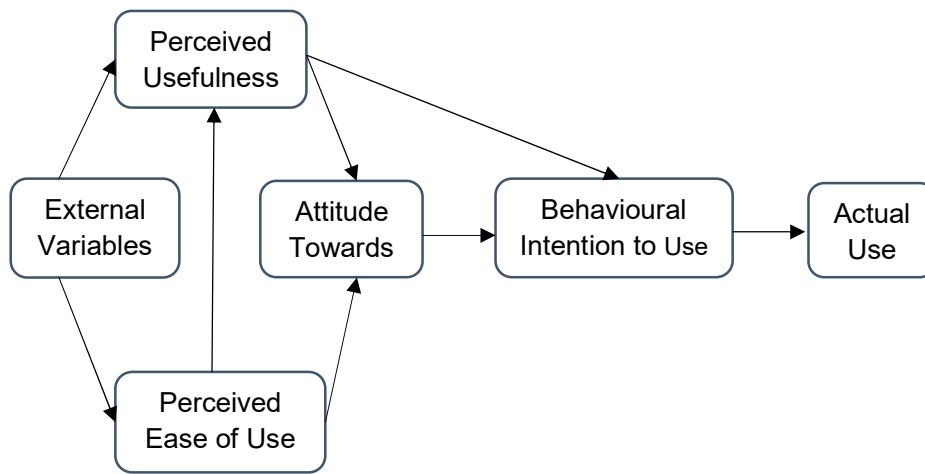 Perceived
Usefulness
External
Variables
Attitude
Towards
Behavioural
Intention to Use
Actual
Use
Perceived
Ease of Use